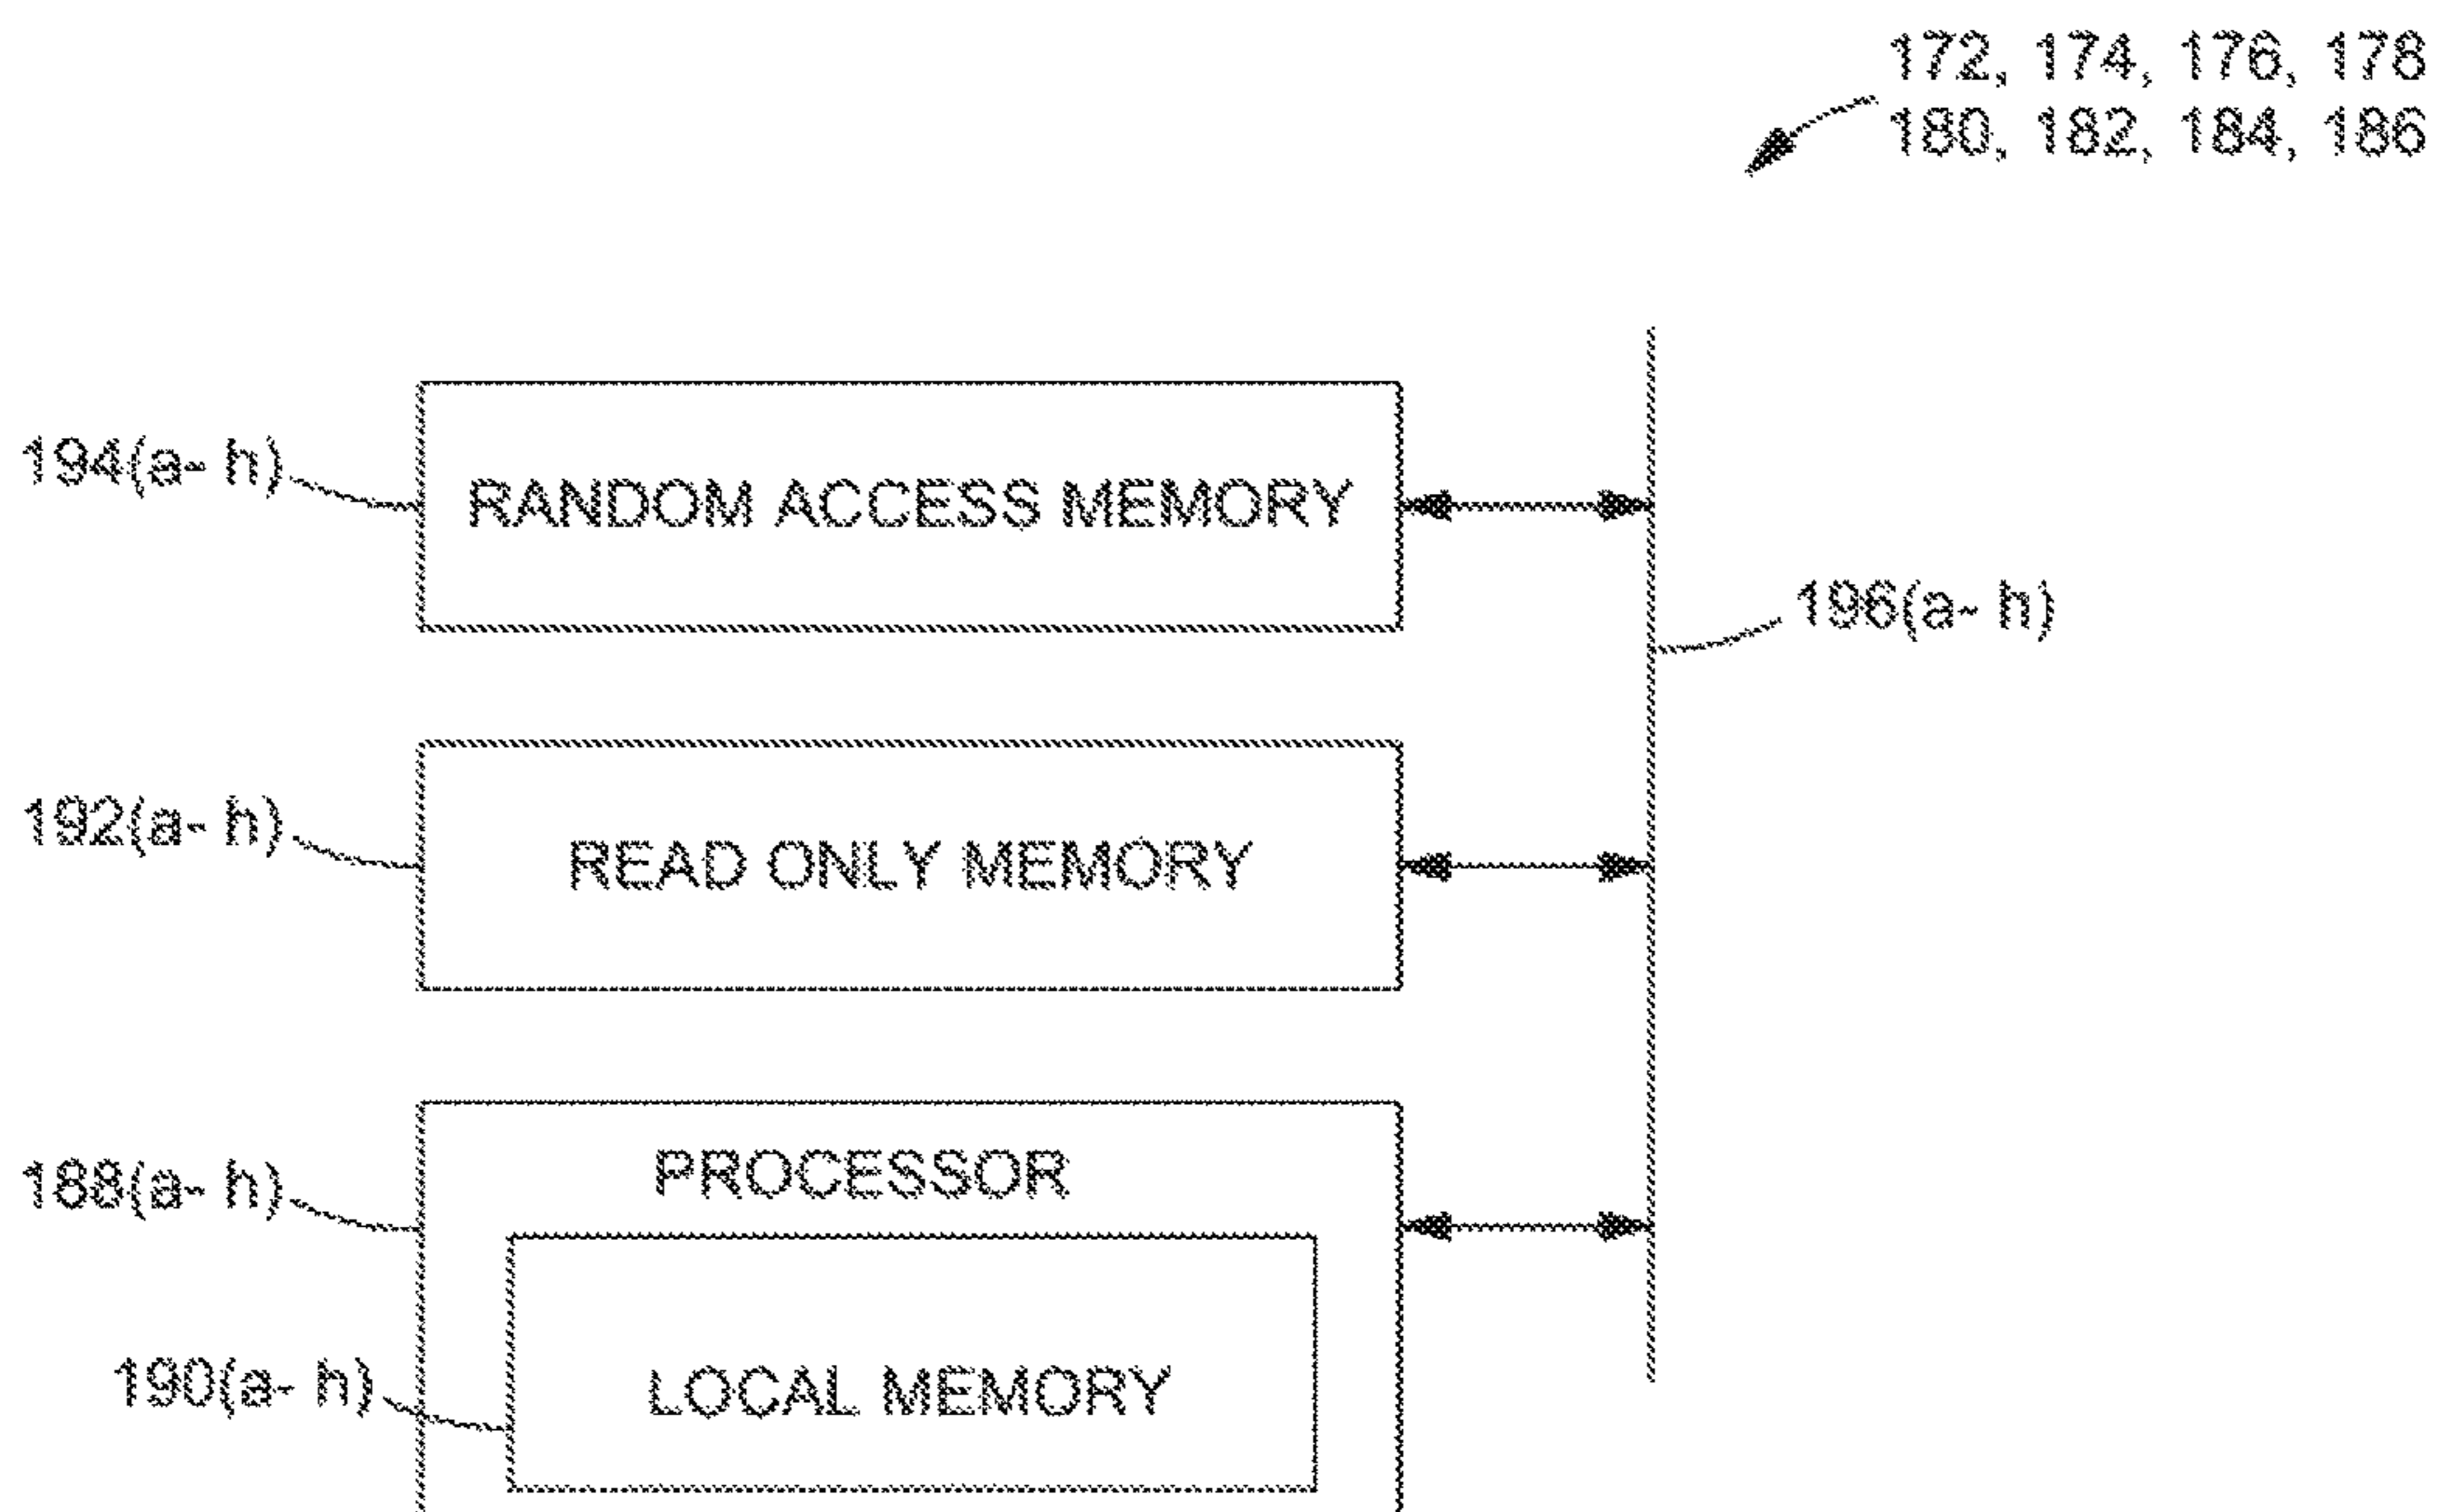 172, 174, 176, 178
180, 182, 184, 186
194(a- h)
RANDOM ACCESS MEMORY
196(a- h)
192(a- h)
READ ONLY MEMORY
188(a- h)
PROCESSOR
190(a- h)
LOCAL MEMORY